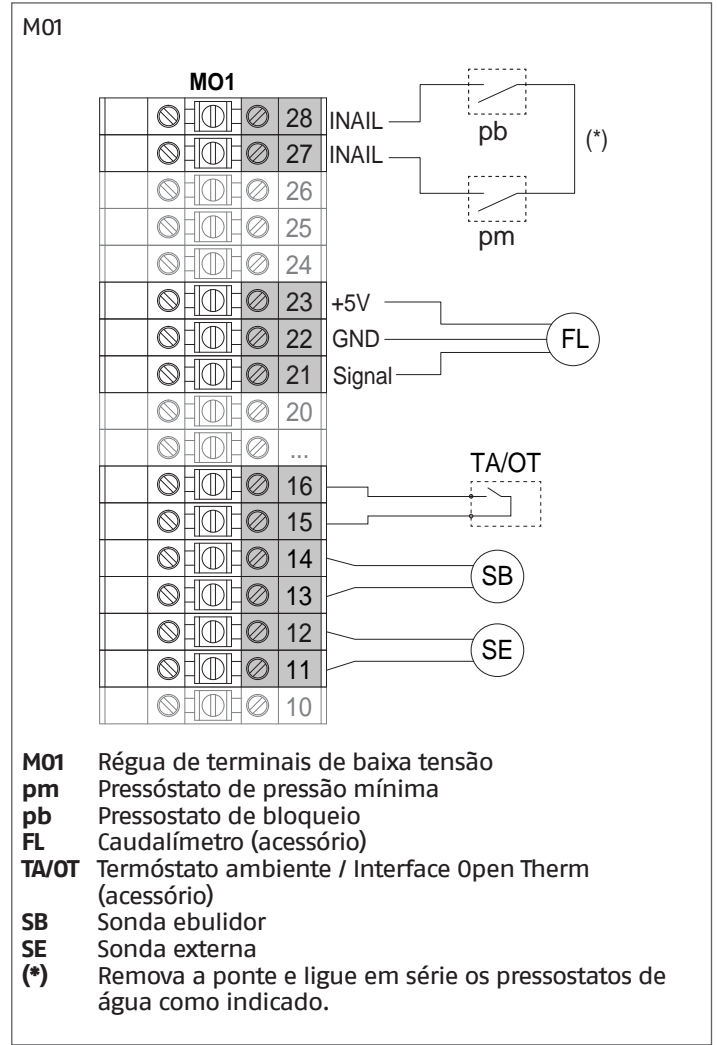 M01
MO1
28 INAIL
pb
(*)
27 INAIL
26
pm
25
24
23 +5V
22 GND
FL
21 Signal
20
...
TA/OT
16
15
14
SB
13
12
SE
11
10
M01 Régua de terminais de baixa tensão
pm Pressóstato de pressão mínima
pb Pressostato de bloqueio
FL Caudalímetro (acessório)
TA/OT Termóstato ambiente / Interface Open Therm
(acessório)
SB Sonda ebulidor
SE Sonda externa
(*) Remova a ponte e ligue em série os pressostatos de
água como indicado.